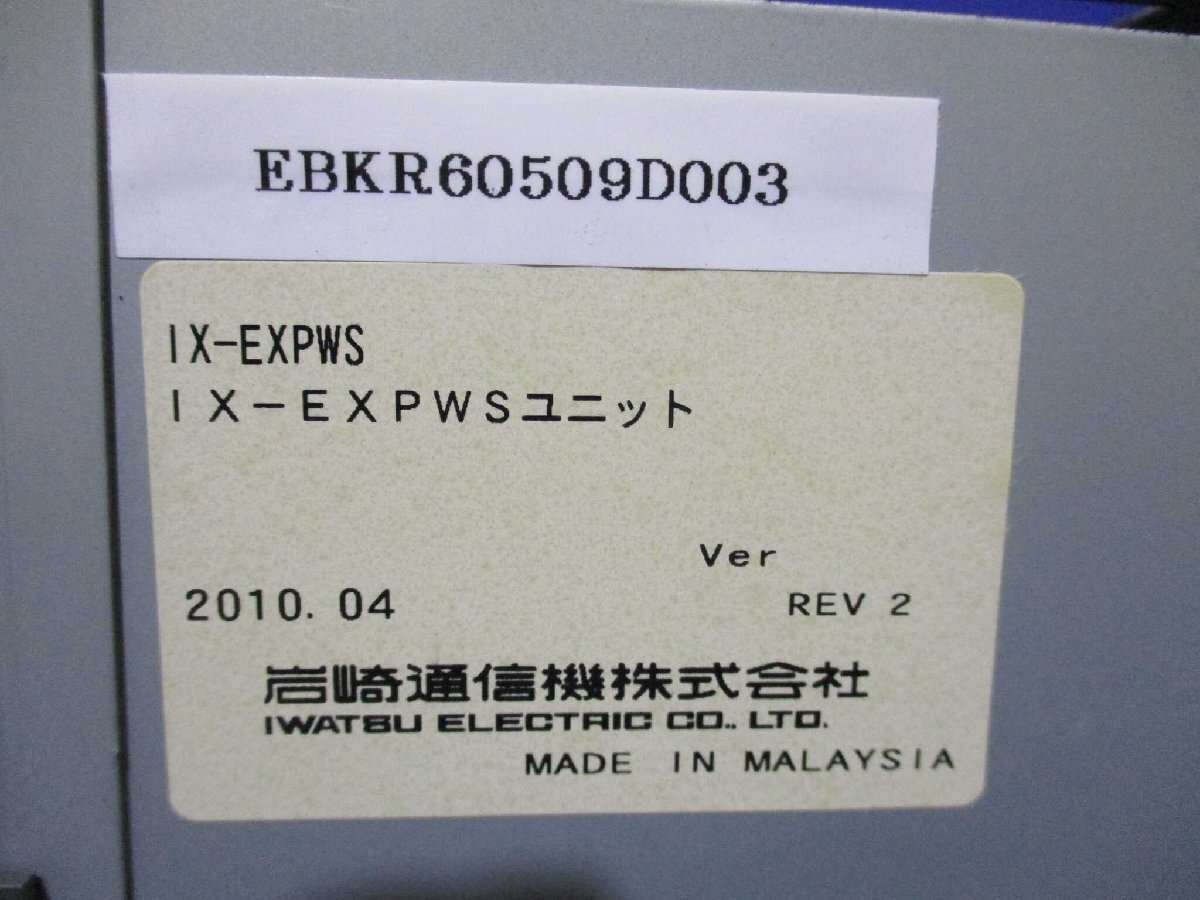 EBKR60509D003
IX-EXPWS
IX-EXPWSユニット
Ver
2010.04 REV 2
岩崎通信機株式会社
IWATSU ELECTRIC CO., LTD.
MADE IN MALAYSIA